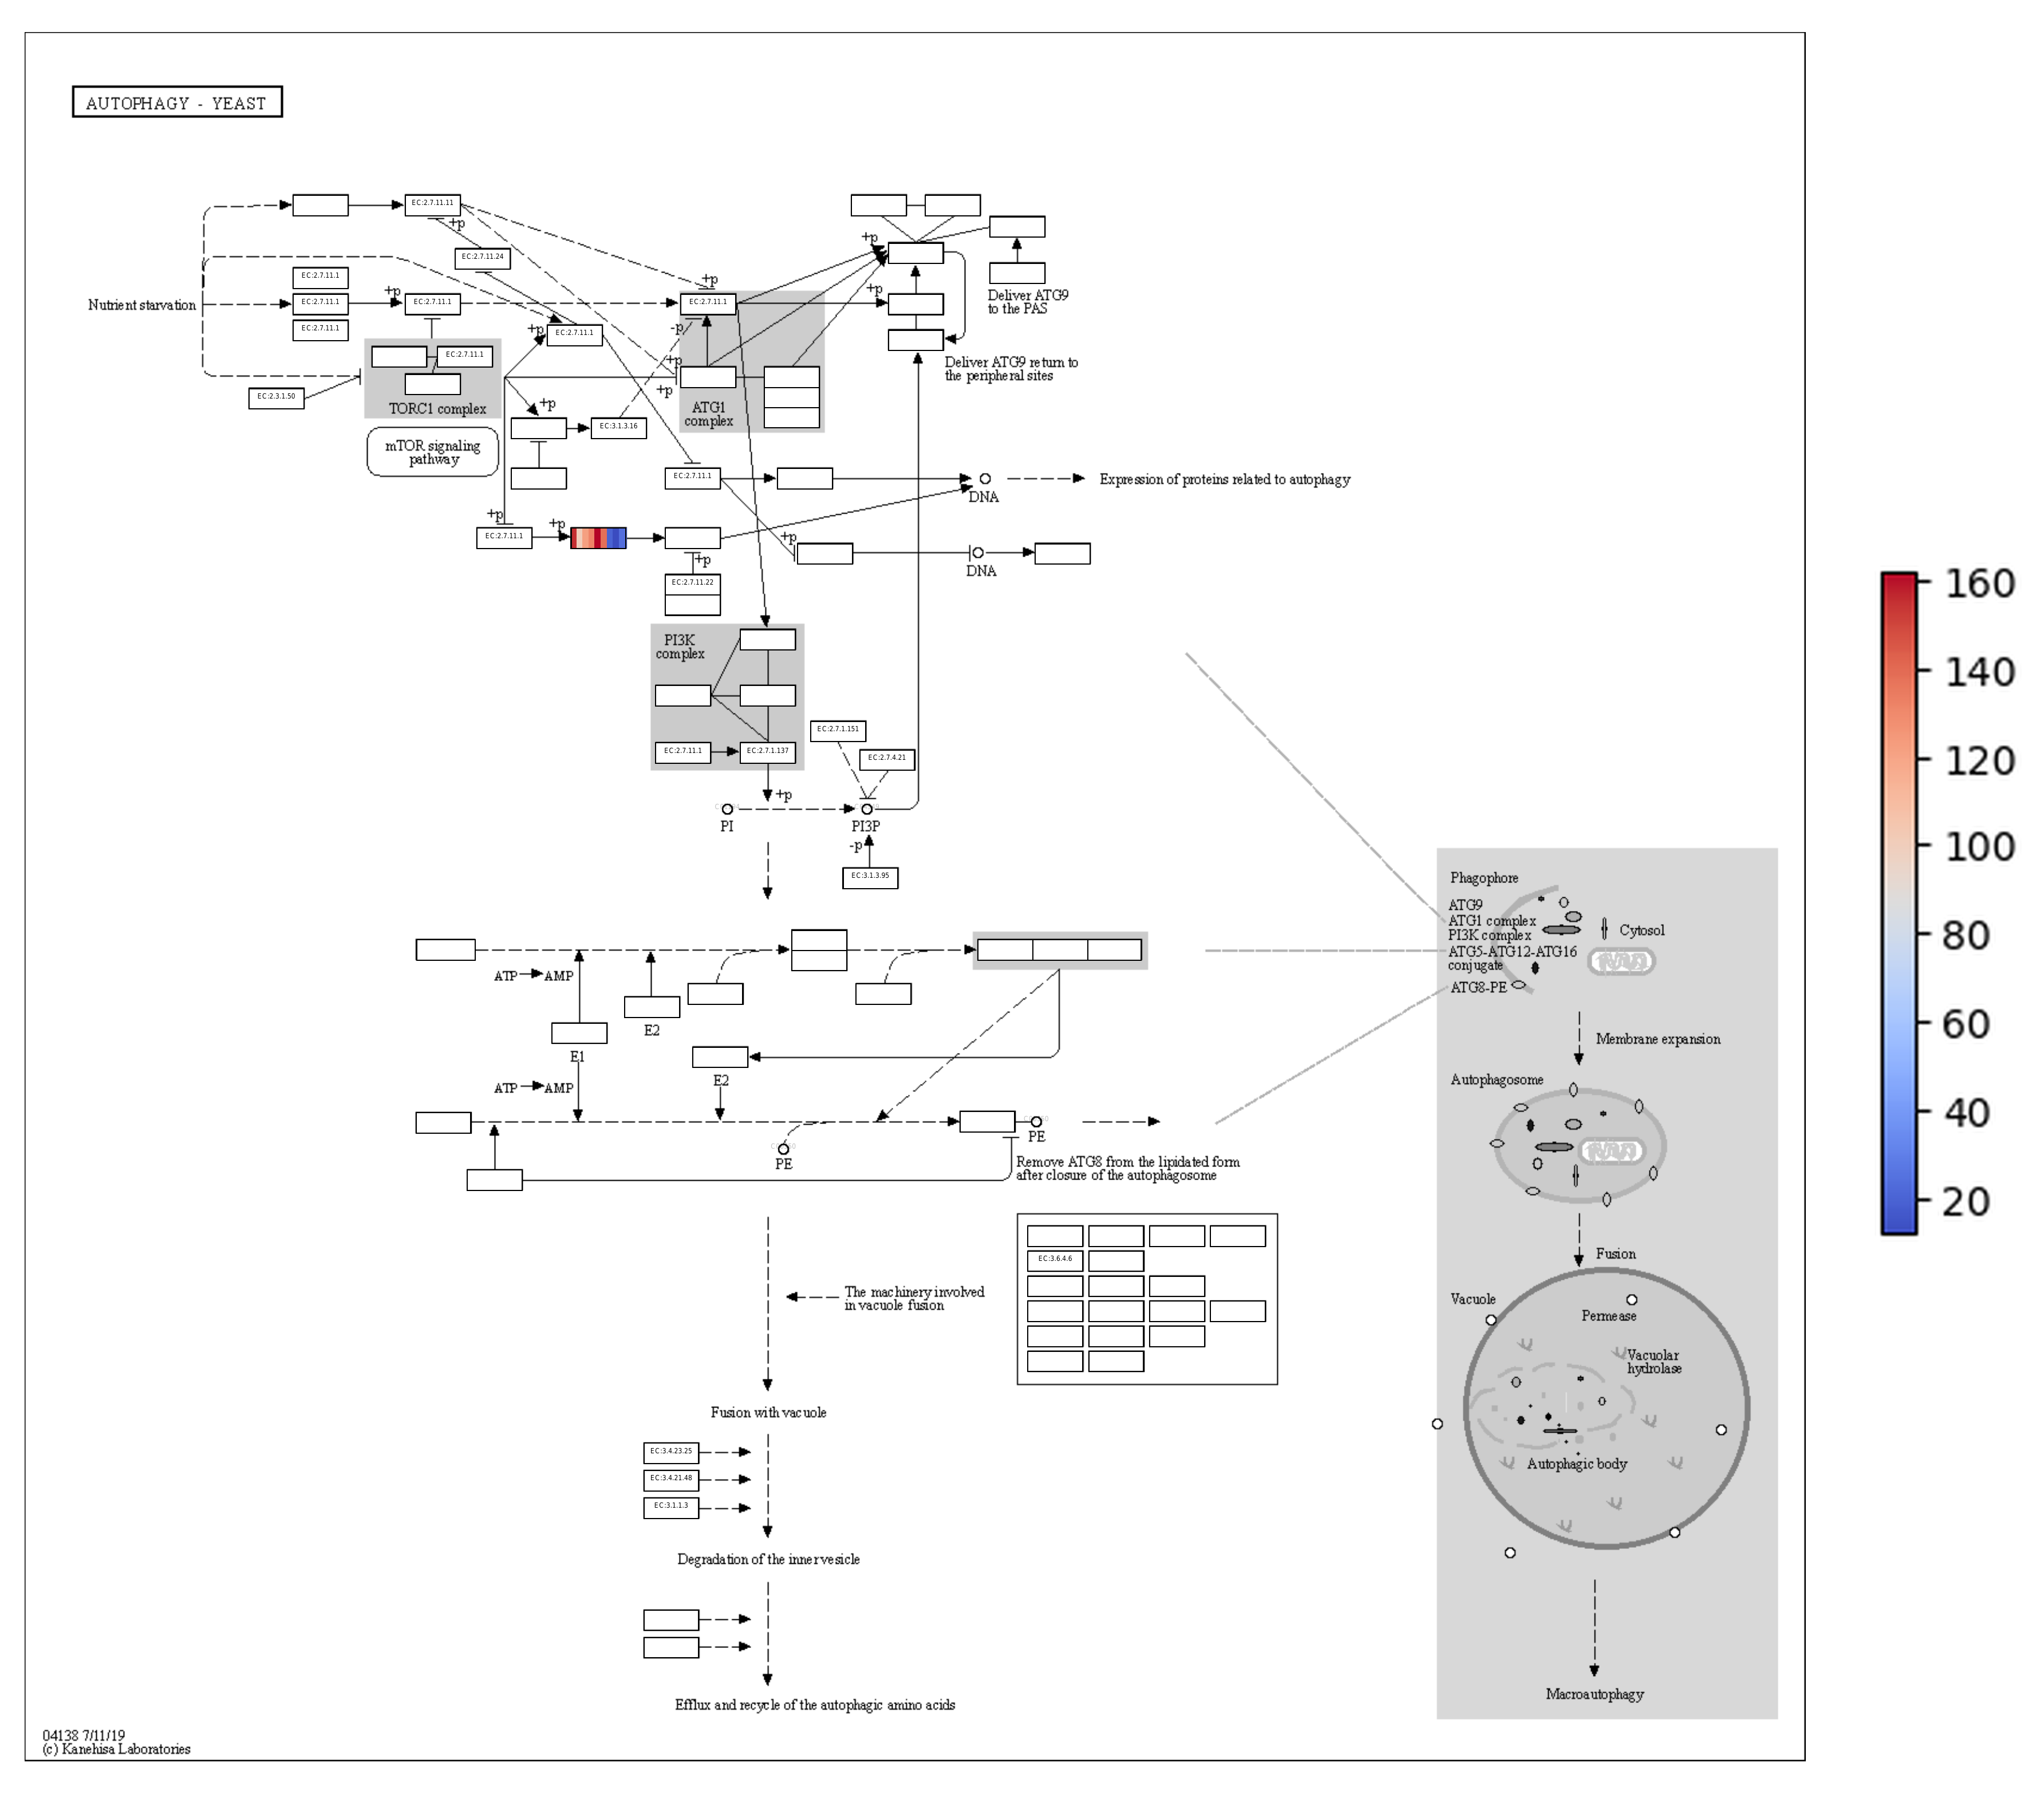 AUTOPHAGY - YEAST
EC:2.7.11.11
+p
EC:2.7.11.24
+p
+p
EC:2.7.11.1
Nutrient starvation
EC:2.7.11.1
+p
EC:2.7.11.1
EC:2.7.11.1
+p
Deliver ATG9
to the PAS
EC:2.7.11.1
+p
EC:2.7.11.1
-p
EC:2.7.11.1
+p
Deliver ATG9 return to
the peripheral sites
EC:2.3.1.50
+p
+p
TORC1 complex
ATG1
complex
EC:3.1.3.16
mTOR signaling
pathway
EC:2.7.11.1
DNA
Expression of proteins related to autophagy
+p
+p
EC:2.7.11.1
+p
+p
DNA
EC:2.7.11.22
PI3K
complex
EC:2.7.1.151
EC:2.7.11.1
EC:2.7.1.137
EC:2.7.4.21
+p
PI
PI3P
-p
EC:3.1.3.95
ATP
AMP
E2
E1
E2
ATP
AMP
PE
PE
Remove ATG8 from the lipidated form
after closure of the autophagosome
EC:3.6.4.6
The machinery involved
in vacuole fusion
Fusion with vacuole
EC:3.4.23.25
EC:3.4.21.48
EC:3.1.1.3
Degradation of the inner vesicle
Efflux and recycle of the autophagic amino acids
Phagophore
ATG9
ATG1 complex
PI3K complex
Cytosol
ATG5-ATG12-ATG16
conjugate
ATG8-PE
Membrane expansion
Autophagosome
Fusion
Vacuole
Permease
Vacuolar
hydrolase
Autophagic body
Macroautophagy
160
140
120
100
80
60
40
20
04138 7/11/19
(c) Kanehisa Laboratories